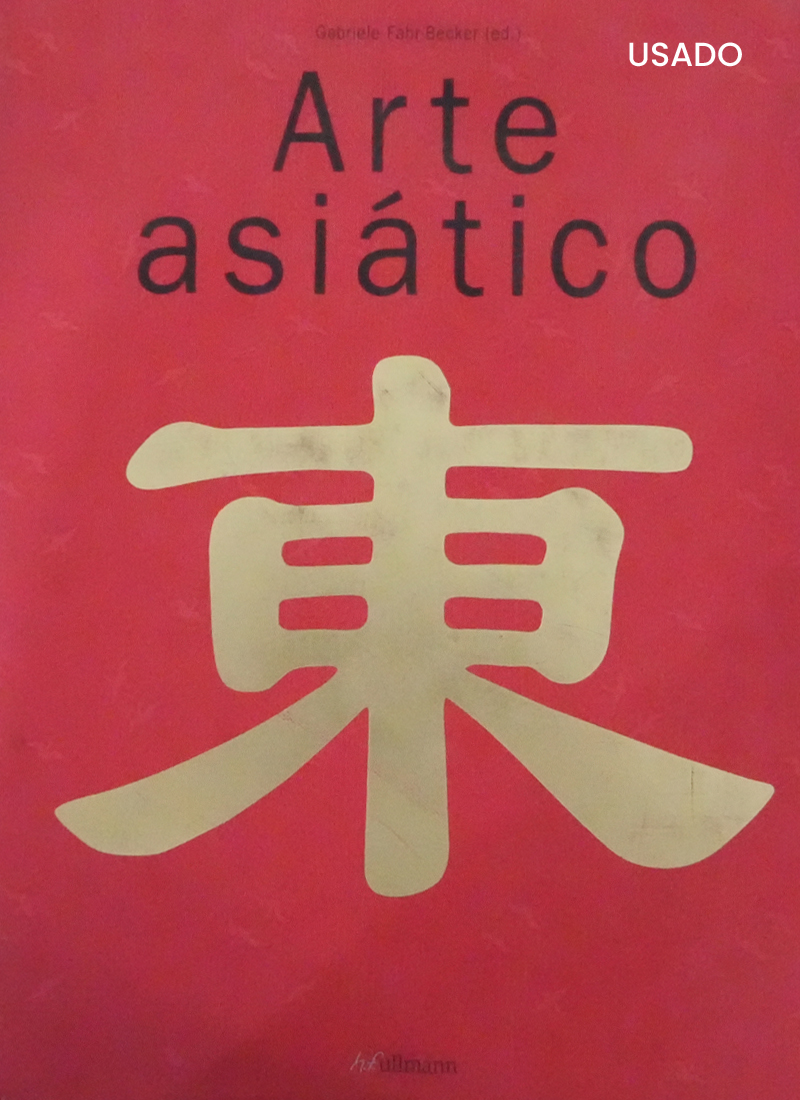 Gabriele Fahr-Becker (ed.)
USADO
Arte
asiático
東
h.f.ullmann